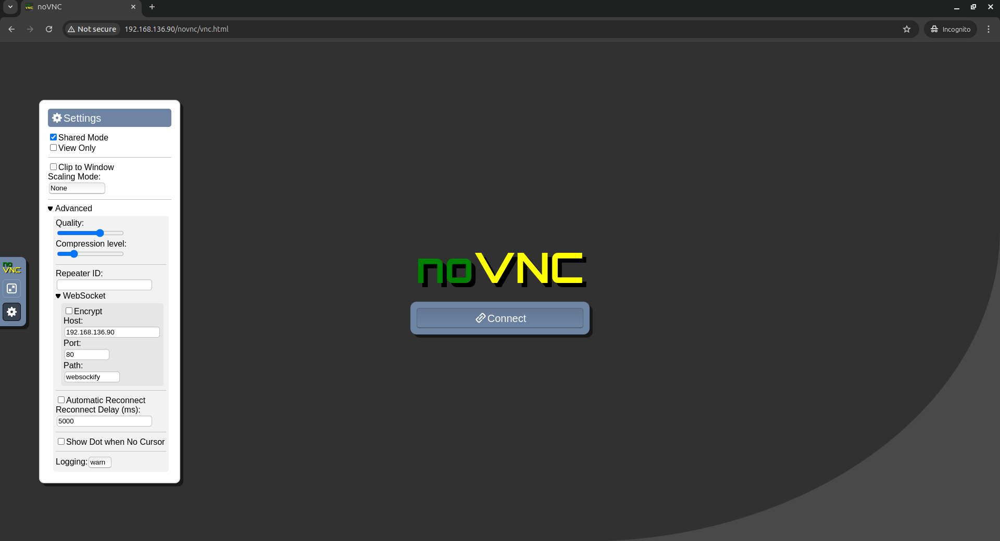 noVNC
Not secure
192.168.136.90/novnc/vnc.html
Incognito
Settings
Shared Mode
View Only
Clip to Window
Scaling Mode:
None
Advanced
Quality:
Compression level:
Repeater ID:
WebSocket
Encrypt
Host:
192.168.136.90
Port:
80
Path:
websockify
Automatic Reconnect
Reconnect Delay (ms):
5000
Show Dot when No Cursor
Logging: warn
no
VNC
noVNC
Connect